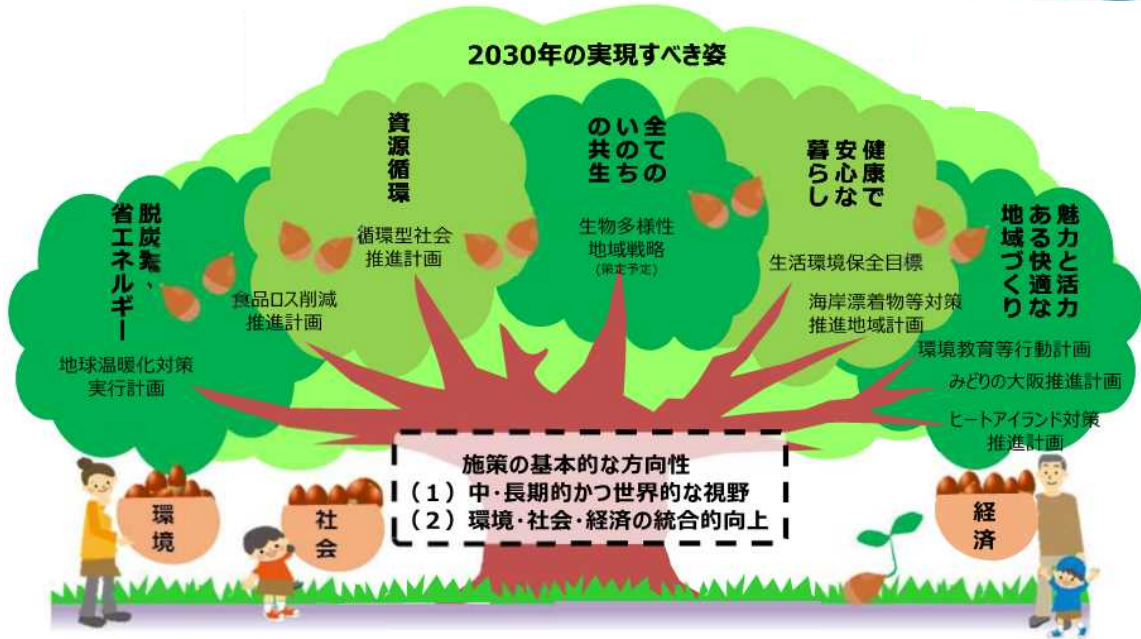 2030年の実現すべき姿
脱炭素、
省エネルギー
地球温暖化対策
実行計画
資源循環
循環型社会
推進計画
食品ロス削減
推進計画
全ての
いのち
の共生
生物多様性
地域戦略
(策定予定)
健康で
安心な
暮らし
生活環境保全目標
海岸漂着物等対策
推進地域計画
魅力と活力
ある快適な
地域づくり
環境教育等行動計画
みどりの大阪推進計画
ヒートアイランド対策
推進計画
施策の基本的な方向性
(1)中・長期的かつ世界的な視野
(2)環境・社会・経済の統合的向上
環境
社会
経済